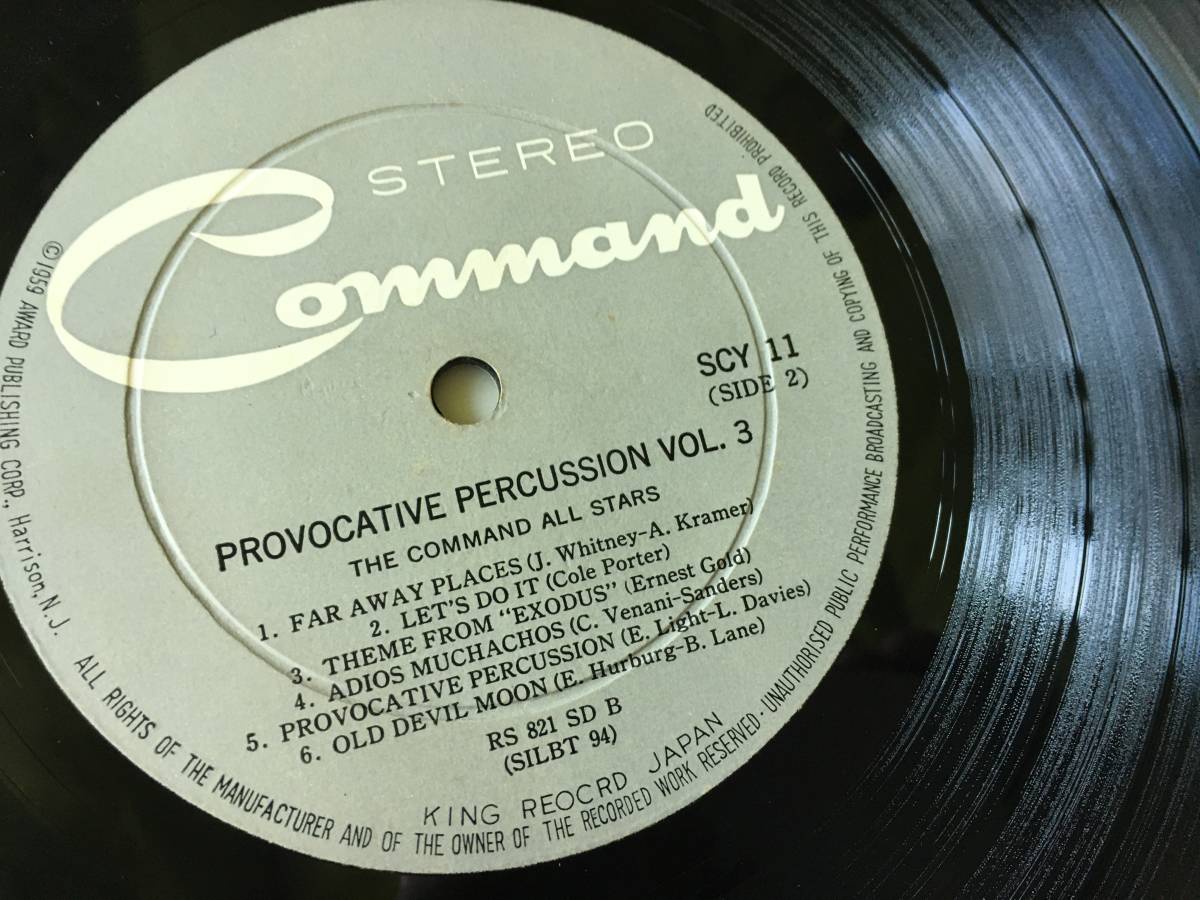 STEREO
Command
SCY 11
(SIDE 2)
PROVOCATIVE PERCUSSION VOL. 3
THE COMMAND ALL STARS
1. FAR AWAY PLACES (J. Whitney-A. Kramer)
2. LET'S DO IT (Cole Porter)
3. THEME FROM "EXODUS" (Ernest Gold)
4. ADIOS MUCHACHOS (C. Venani-Sanders)
5. PROVOCATIVE PERCUSSION (E. Light-L. Davies)
6. OLD DEVIL MOON (E. Hurburg-B. Lane)
RS 821 SD B
(SILBT 94)
KING REOCRD JAPAN
©1959 AWARD PUBLISHING CORP., Harrison, N. J.
ALL RIGHTS OF THE MANUFACTURER AND OF THE OWNER OF THE RECORDED WORK RESERVED · UNAUTHORISED PUBLIC PERFORMANCE BROADCASTING AND COPYING OF THIS RECORD PROHIBITED